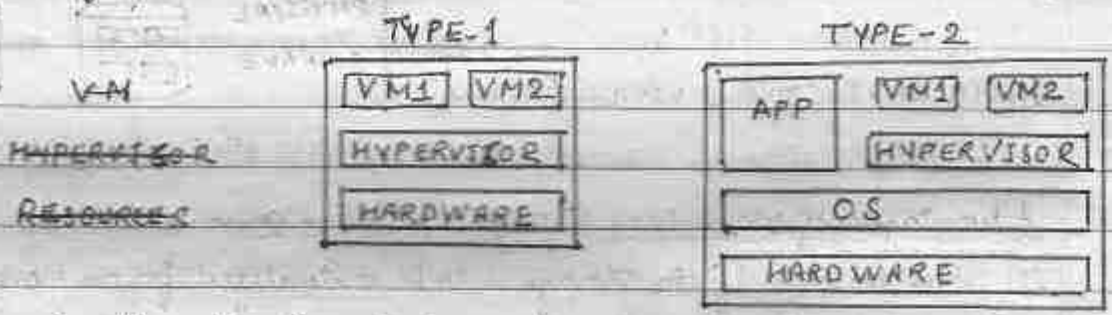 TYPE-1 TYPE-2
VM VM1 VM2 APP VM1 VM2
HYPERVISOR HYPERVISOR HYPERVISOR
RESOURCES HARDWARE OS
HARDWARE